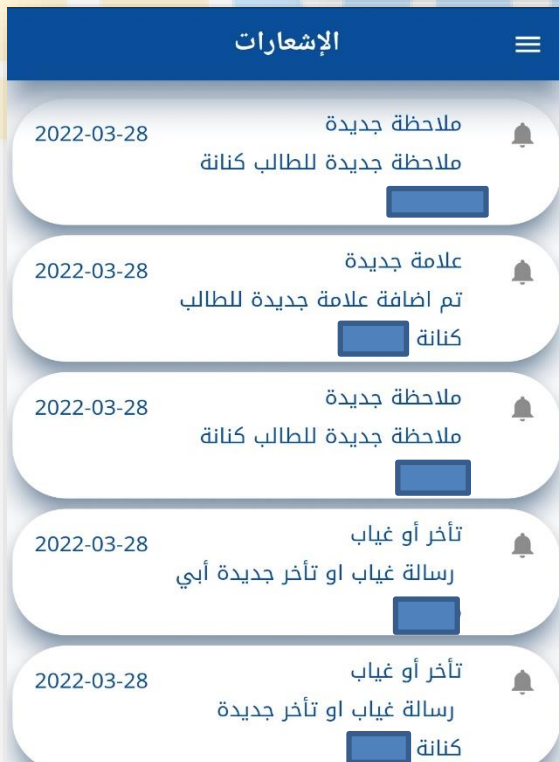 الإشعارات
ملاحظة جديدة
2022-03-28
ملاحظة جديدة للطالب كنانة
علامة جديدة
2022-03-28
تم اضافة علامة جديدة للطالب
كنانة
ملاحظة جديدة
2022-03-28
ملاحظة جديدة للطالب كنانة
تأخر أو غياب
2022-03-28
رسالة غياب او تأخر جديدة أبي
تأخر أو غياب
2022-03-28
رسالة غياب او تأخر جديدة
كنانة